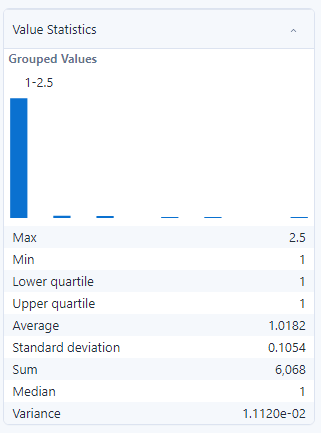 Value Statistics
Grouped Values
1-2.5
Max 2.5
Min 1
Lower quartile 1
Upper quartile 1
Average 1.0182
Standard deviation 0.1054
Sum 6,068
Median 1
Variance 1.1120e-02